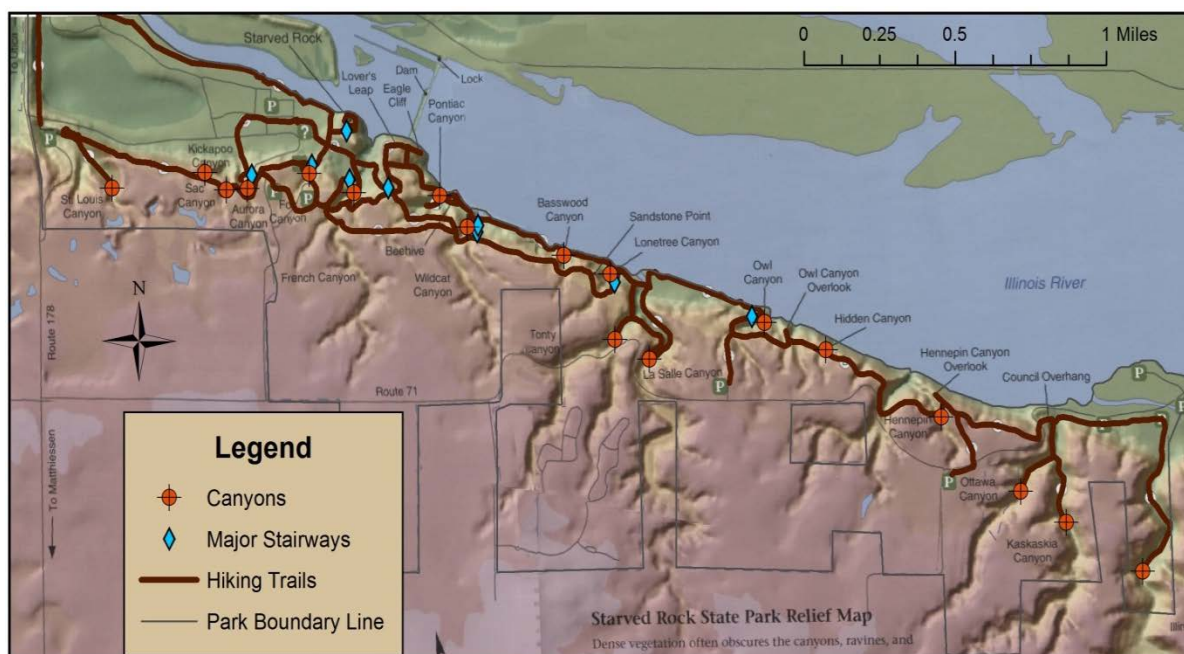 0 0.25 0.5 1 Miles
To Utica
Starved Rock
Lover's
Leap
Eagle
Cliff
Dam
Lock
Pontiac
Canyon
P
?
Kickapoo
Canyon
P
St. Louis
Canyon
Sac
Canyon
Aurora Canyon
Canyon
P
P
Beehive
French Canyon
Wildcat
Canyon
Basswood
Canyon
Sandstone Point
Lonetree Canyon
Owl
Canyon
Owl Canyon
Overlook
Illinois River
Hidden Canyon
Tonty
Canyon
La Salle Canyon
P
Hennepin Canyon
Overlook
Council Overhang
P
P
N
Route 178
Route 71
Hennepin
Canyon
P
Ottawa
Canyon
Kaskaskia
Canyon
To Matthiessen
Legend
Canyons
Major Stairways
Hiking Trails
Park Boundary Line
Starved Rock State Park Relief Map
Dense vegetation often obscures the canyons, ravines, and